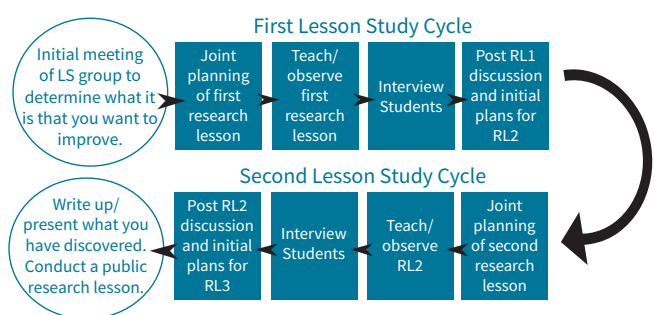 First Lesson Study Cycle
Initial meeting
of LS group to
determine what it
is that you want to
improve.
Joint
planning
of first
research
lesson
Teach/
observe
first
research
lesson
Interview
Students
Post RL1
discussion
and initial
plans for
RL2
Second Lesson Study Cycle
Write up/
present what you
have discovered.
Conduct a public
research lesson.
Post RL2
discussion
and initial
plans for
RL3
Interview
Students
Teach/
observe
RL2
Joint
planning
of second
research
lesson